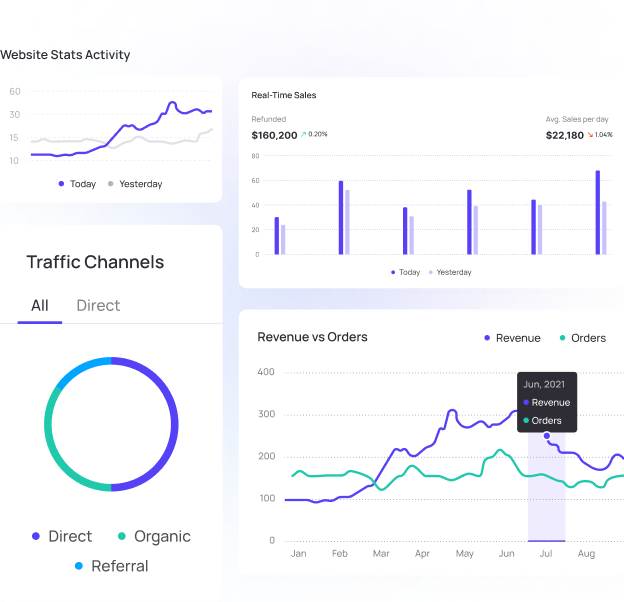 Website Stats Activity
60
30
15
10
Today Yesterday
Real-Time Sales
Refunded Avg. Sales per day
$160,200 ↗ 0.20% $22,180 ↘ 1.04%
80
60
40
20
0
Today Yesterday
Traffic Channels
All Direct
Direct Organic
Referral
Revenue vs Orders
Revenue Orders
400
300
200
100
0
Jun, 2021
Revenue
Orders
Jan Feb Mar Apr May Jun Jul Aug